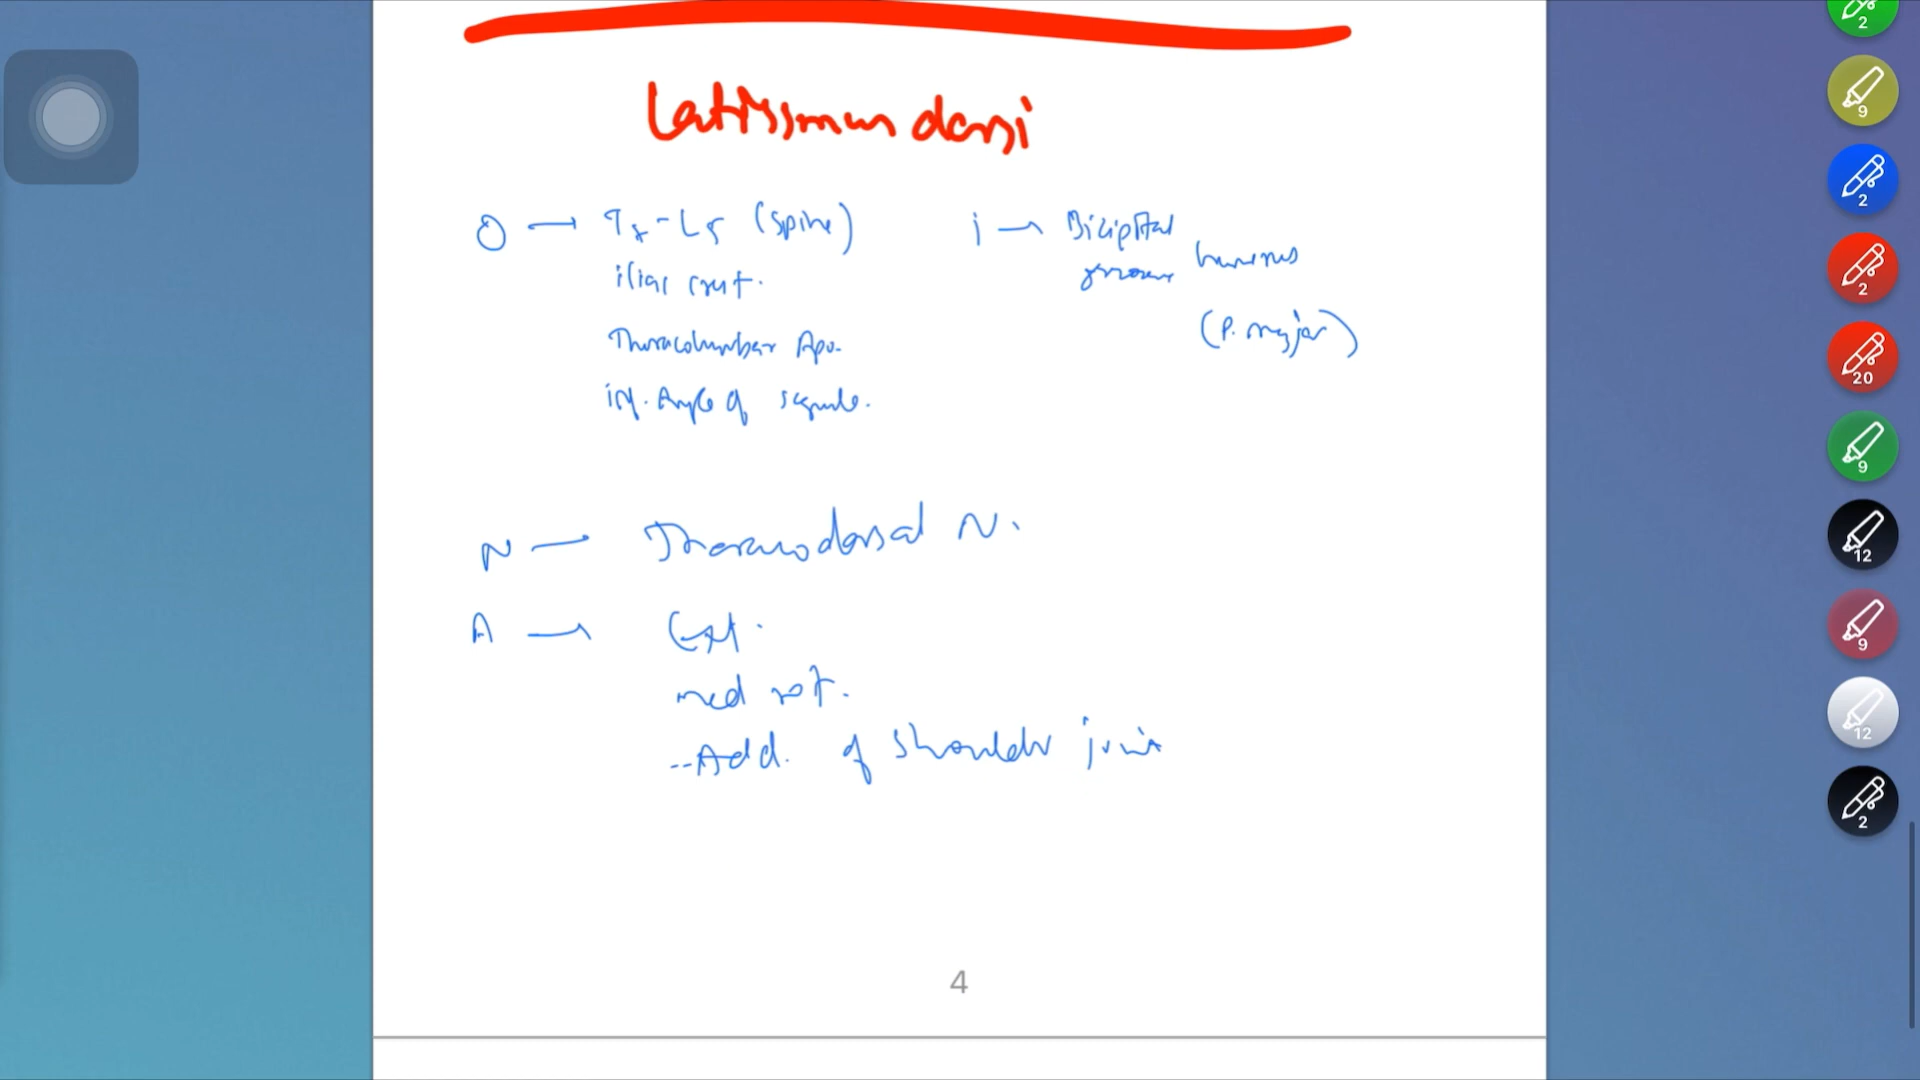 Latissimus dorsi
O → T8-L5 (spine)
iliac crest.
Thoracolumbar Apo.
inf. Angle of scapula.
i → Bicipital
groove humerus
(P. major)
N — Thoracodorsal N.
A → Ext.
med rot.
--Add. of shoulder joint
4
2
9
2
2
20
9
12
9
12
2